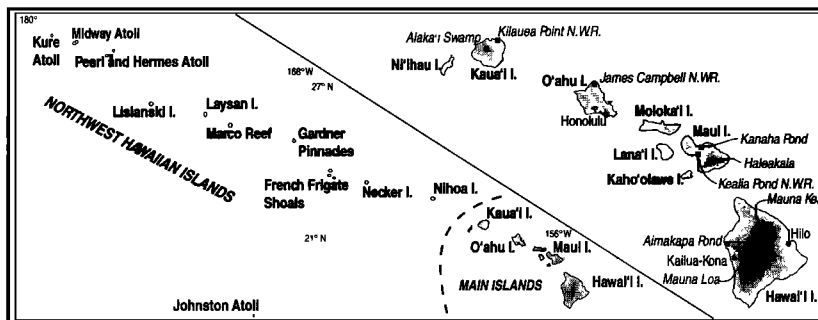 180°
Kure
Atoll
Midway Atoll
Pearl and Hermes Atoll
168°W
27° N
Lisianski I.
Laysan I.
Marco Reef
Gardner
Pinnacles
NORTHWEST HAWAIIAN ISLANDS
French Frigate
Shoals
Necker I.
Nihoa I.
21° N
Johnston Atoll
Kaua'i I.
O'ahu I.
156°W
Maui I.
Hawai'i I.
MAIN ISLANDS
Alaka'i Swamp
Kilauea Point N.W.R.
Ni'ihau I.
Kaua'i I.
O'ahu I.
James Campbell N.W.R.
Honolulu
Moloka'i I.
Maui I.
Kanaha Pond
Lana'i I.
Haleakala
Kaho'olawe I.
Kealia Pond N.W.R.
Mauna Kea
Aimakapa Pond
Hilo
Kailua-Kona
Mauna Loa
Hawai'i I.